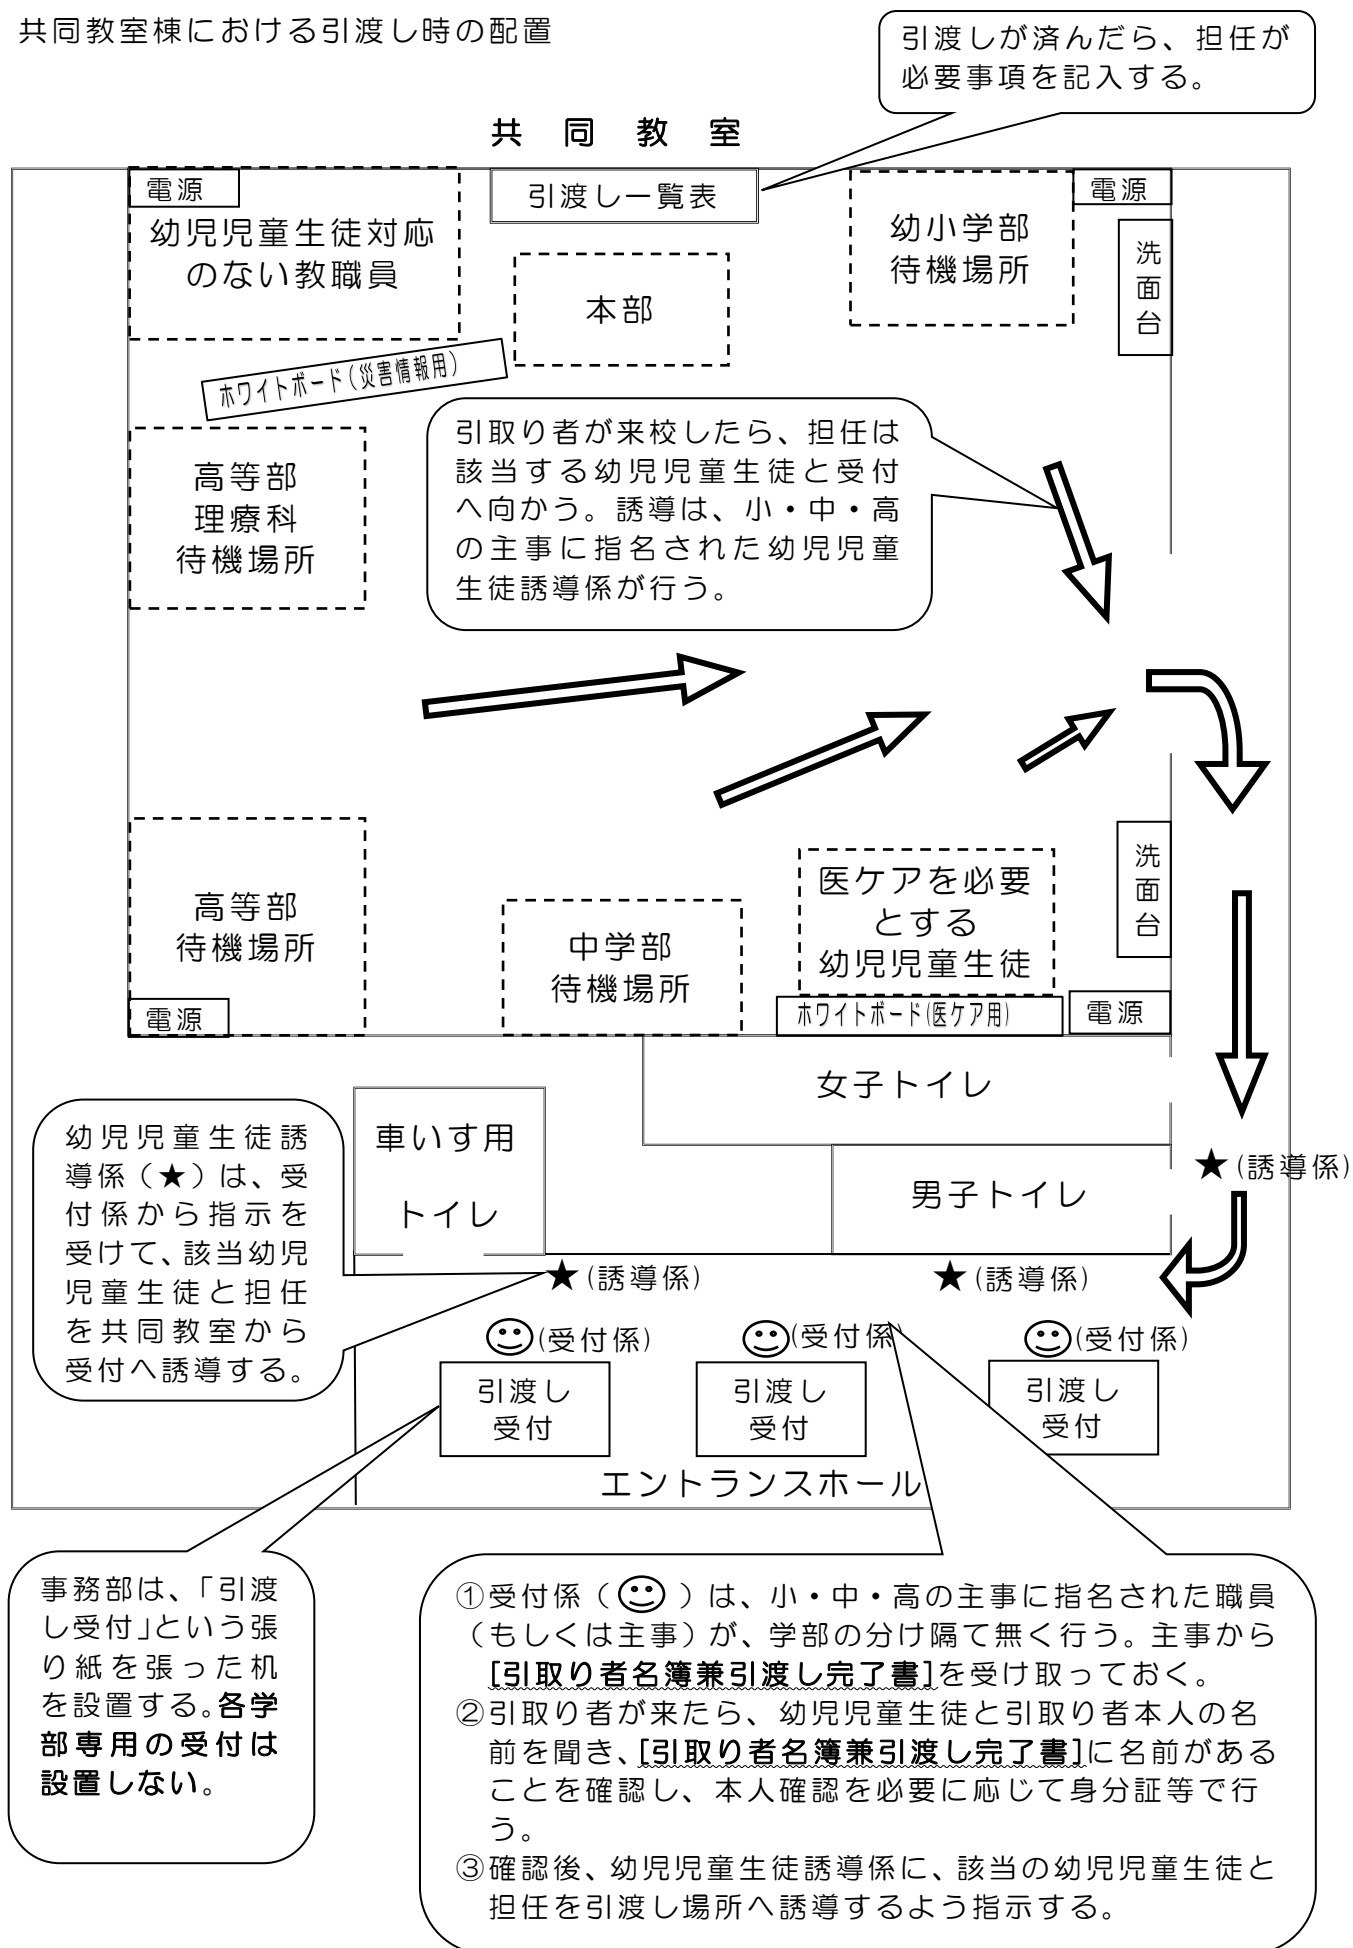 共同教室棟における引渡し時の配置
引渡しが済んだら、担任が
必要事項を記入する。
共同教室
電源
幼児児童生徒対応
のない教職員
引渡し一覧表
本部
幼小学部
待機場所
電源
洗面台
ホワイトボード(災害情報用)
引取り者が来校したら、担任は
該当する幼児児童生徒と受付
へ向かう。誘導は、小・中・高
の主事に指名された幼児児童
生徒誘導係が行う。
高等部
理療科
待機場所
高等部
待機場所
電源
中学部
待機場所
医ケアを必要
とする
幼児児童生徒
ホワイトボード(医ケア用)
洗面台
電源
女子トイレ
車いす用
トイレ
男子トイレ
幼児児童生徒誘
導係(★)は、受
付係から指示を
受けて、該当幼児
児童生徒と担任
を共同教室から
受付へ誘導する。
★(誘導係)
★(誘導係)
★(誘導係)
(受付係)
(受付係
(受付係)
引渡し
受付
引渡し
受付
引渡し
受付
エントランスホール
事務部は、「引渡
し受付」という張
り紙を張った机
を設置する。各学
部専用の受付は
設置しない。
①受付係( )は、小・中・高の主事に指名された職員
(もしくは主事)が、学部の分け隔て無く行う。主事から
[引取り者名簿兼引渡し完了書]を受け取っておく。
②引取り者が来たら、幼児児童生徒と引取り者本人の名
前を聞き、[引取り者名簿兼引渡し完了書]に名前がある
ことを確認し、本人確認を必要に応じて身分証等で行
う。
③確認後、幼児児童生徒誘導係に、該当の幼児児童生徒と
担任を引渡し場所へ誘導するよう指示する。